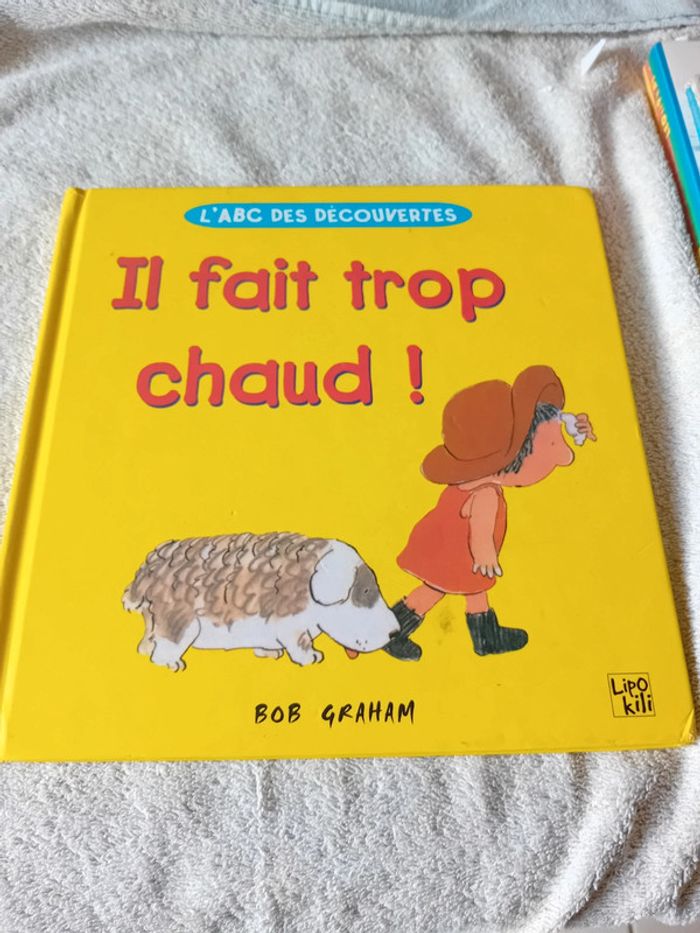 L'ABC DES DÉCOUVERTES
Il fait trop
chaud !
BOB GRAHAM
Lipo
kili